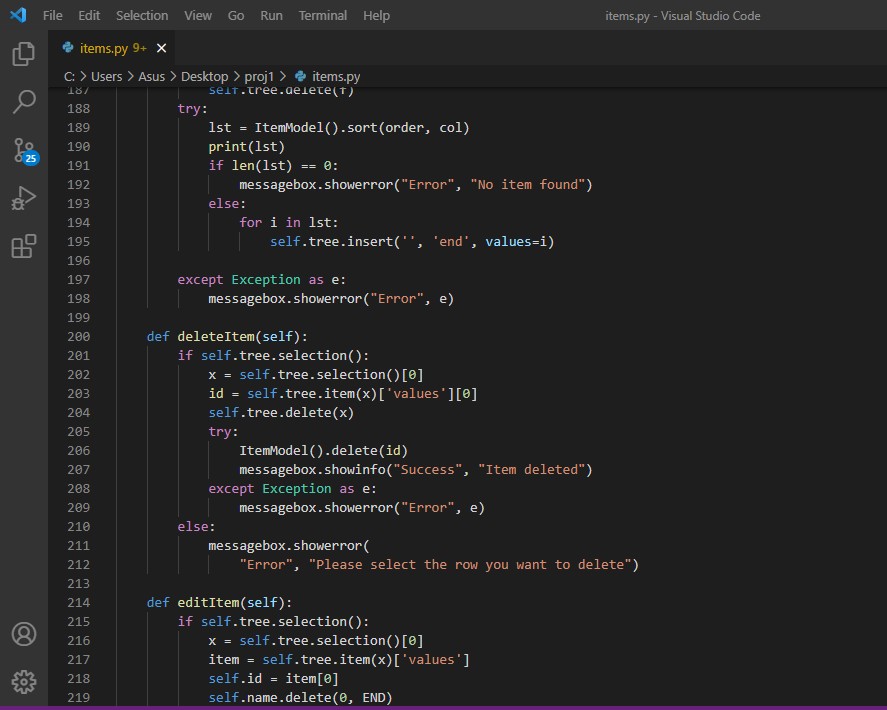 File Edit Selection View Go Run Terminal Help items.py - Visual Studio Code
items.py 9+
C: > Users > Asus > Desktop > proj1 > items.py
187 self.tree.delete(f)
188 try:
189 lst = ItemModel().sort(order, col)
190 print(lst)
191 if len(lst) == 0:
192 messagebox.showerror("Error", "No item found")
193 else:
194 for i in lst:
195 self.tree.insert('', 'end', values=i)
196
197 except Exception as e:
198 messagebox.showerror("Error", e)
199
200 def deleteItem(self):
201 if self.tree.selection():
202 x = self.tree.selection()[0]
203 id = self.tree.item(x)['values'][0]
204 self.tree.delete(x)
205 try:
206 ItemModel().delete(id)
207 messagebox.showinfo("Success", "Item deleted")
208 except Exception as e:
209 messagebox.showerror("Error", e)
210 else:
211 messagebox.showerror(
212 "Error", "Please select the row you want to delete")
213
214 def editItem(self):
215 if self.tree.selection():
216 x = self.tree.selection()[0]
217 item = self.tree.item(x)['values']
218 self.id = item[0]
219 self.name.delete(0, END)
25